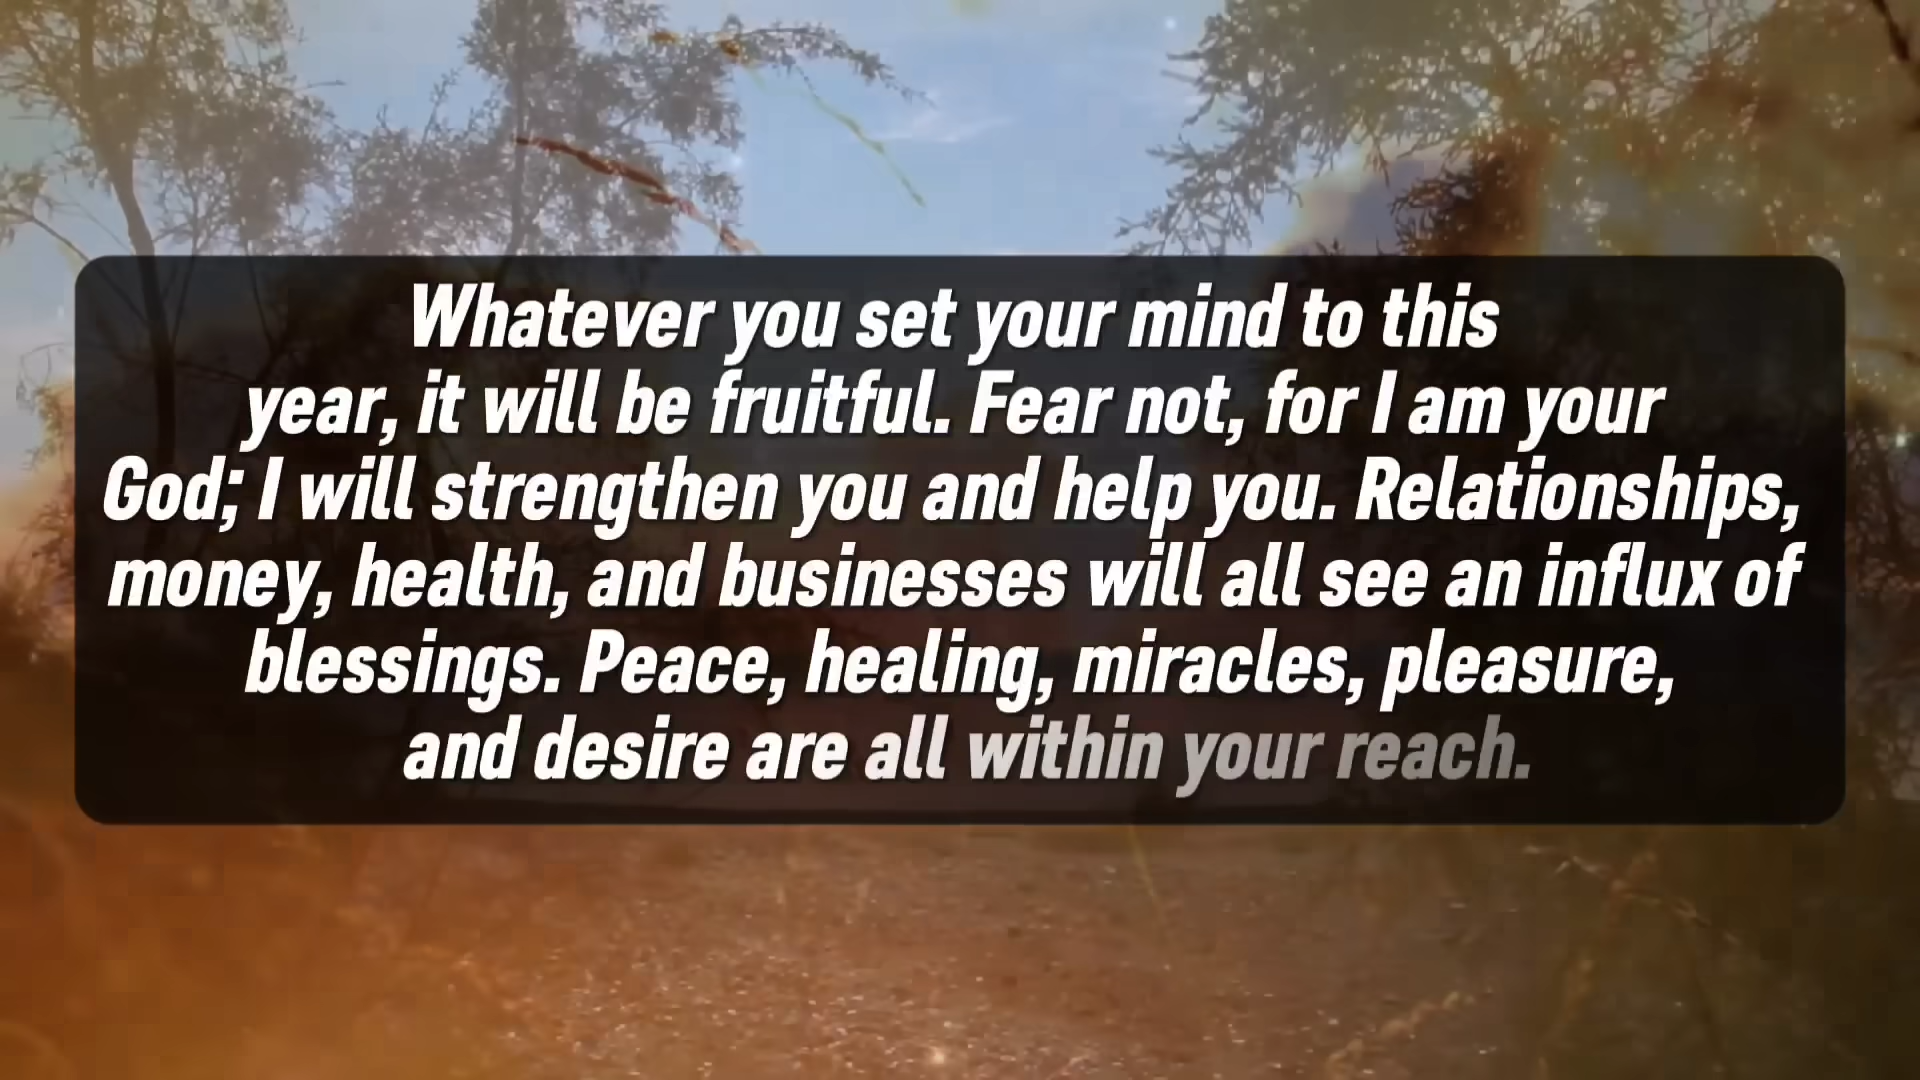 Whatever you set your mind to this
year, it will be fruitful. Fear not, for I am your
God; I will strengthen you and help you. Relationships,
money, health, and businesses will all see an influx of
blessings. Peace, healing, miracles, pleasure,
and desire are all within your reach.